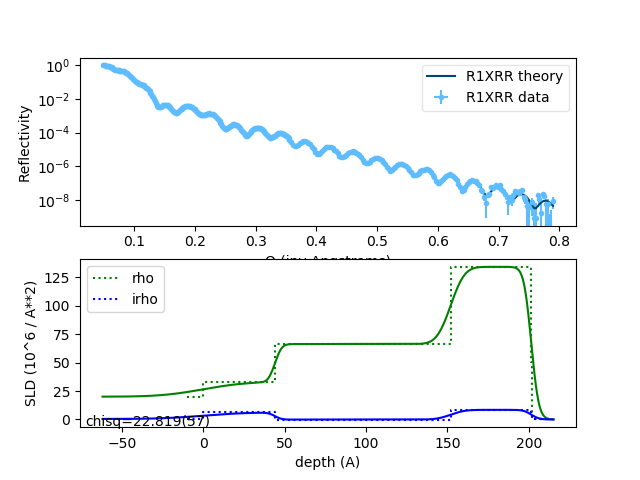 10^0
10^-2
10^-4
10^-6
10^-8
Reflectivity
R1XRR theory
R1XRR data
0.1 0.2 0.3 0.4 0.5 0.6 0.7 0.8
Q (inv Angstroms)
125
100
75
50
25
0
SLD (10^6 / A**2)
rho
irho
chisq=22.819(57)
−50 0 50 100 150 200
depth (A)